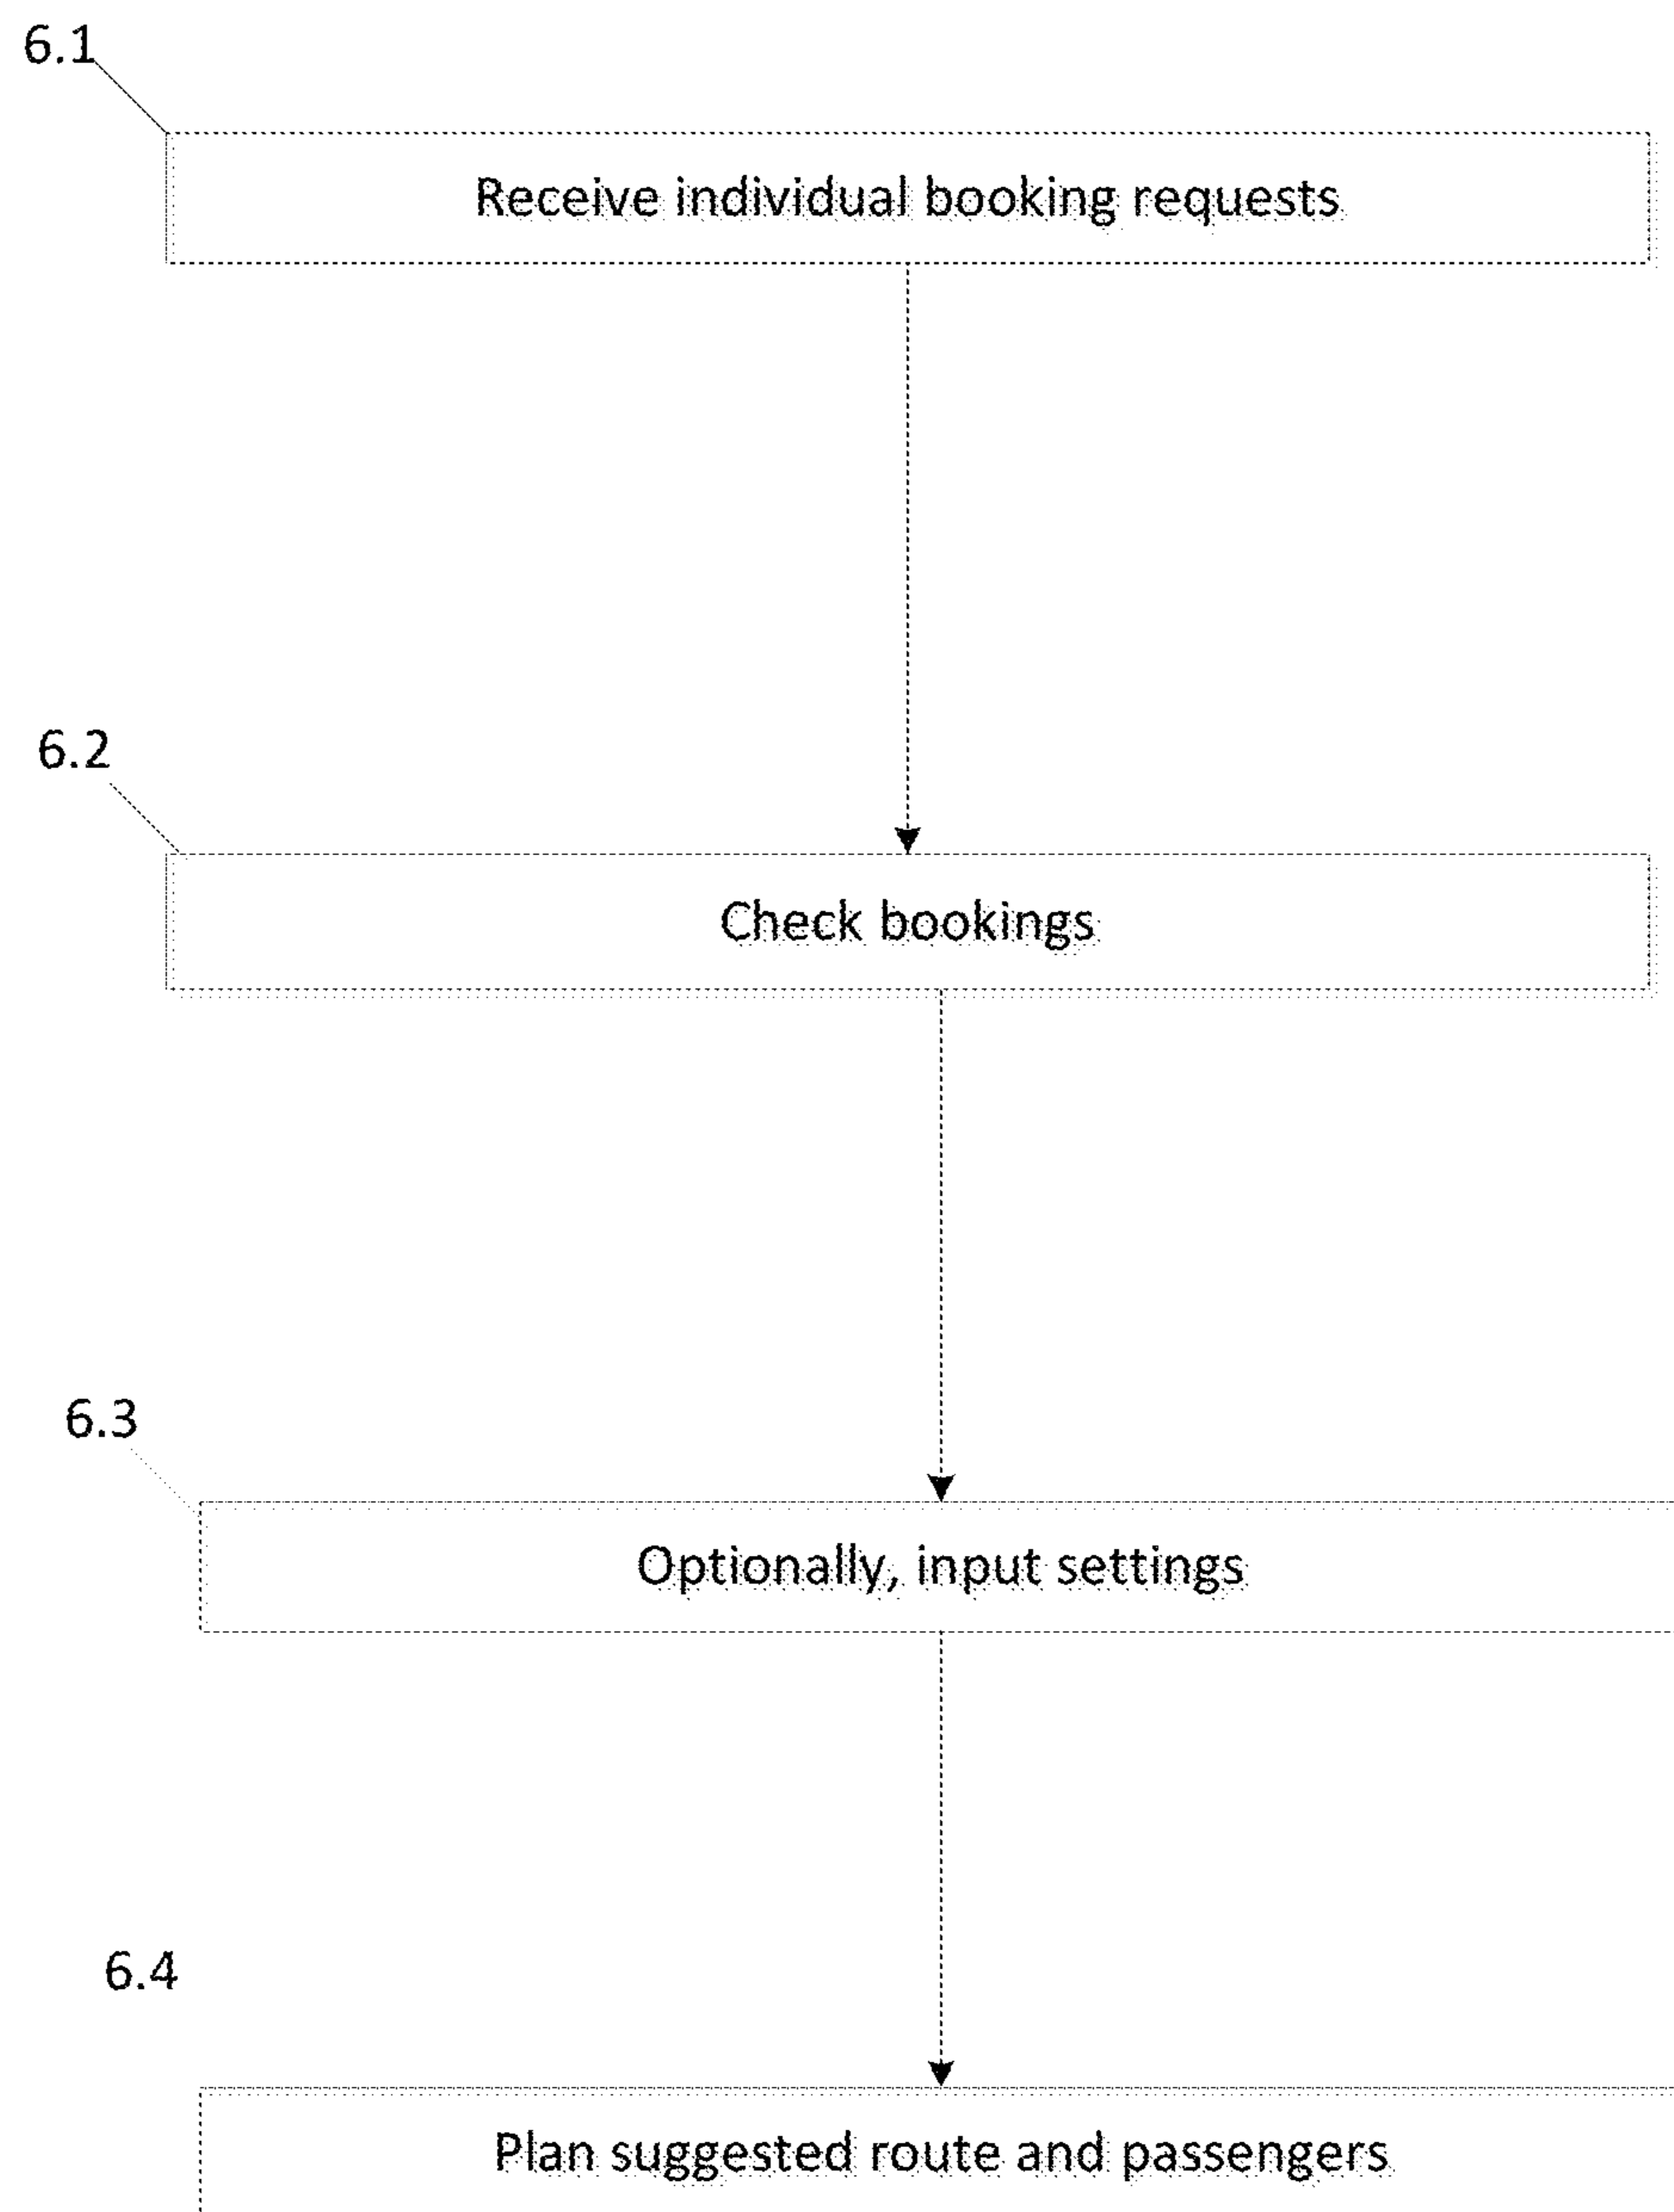 6.1
Receive individual booking requests
6.2
Check bookings
6.3
Optionally, input settings
6.4
Plan suggested route and passengers